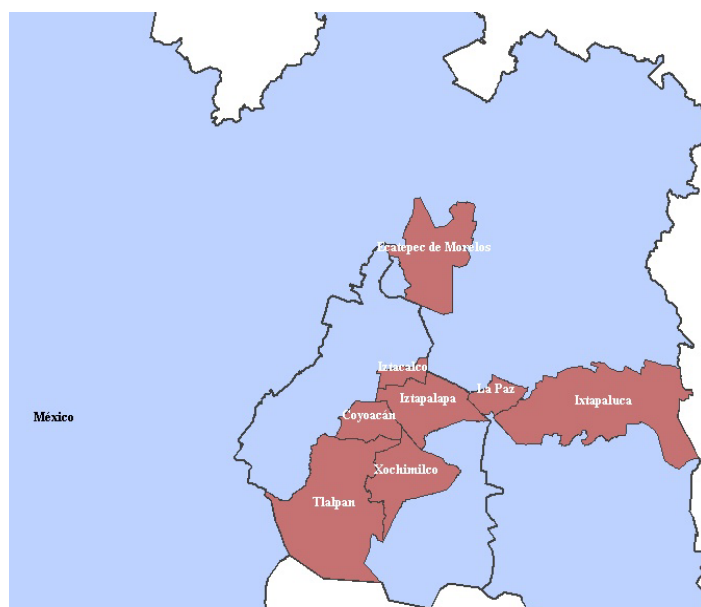 Ecatepec de Morelos
Iztacalco
La Paz
Iztapalapa
Ixtapaluca
Coyoacán
México
Xochimilco
Tlalpan